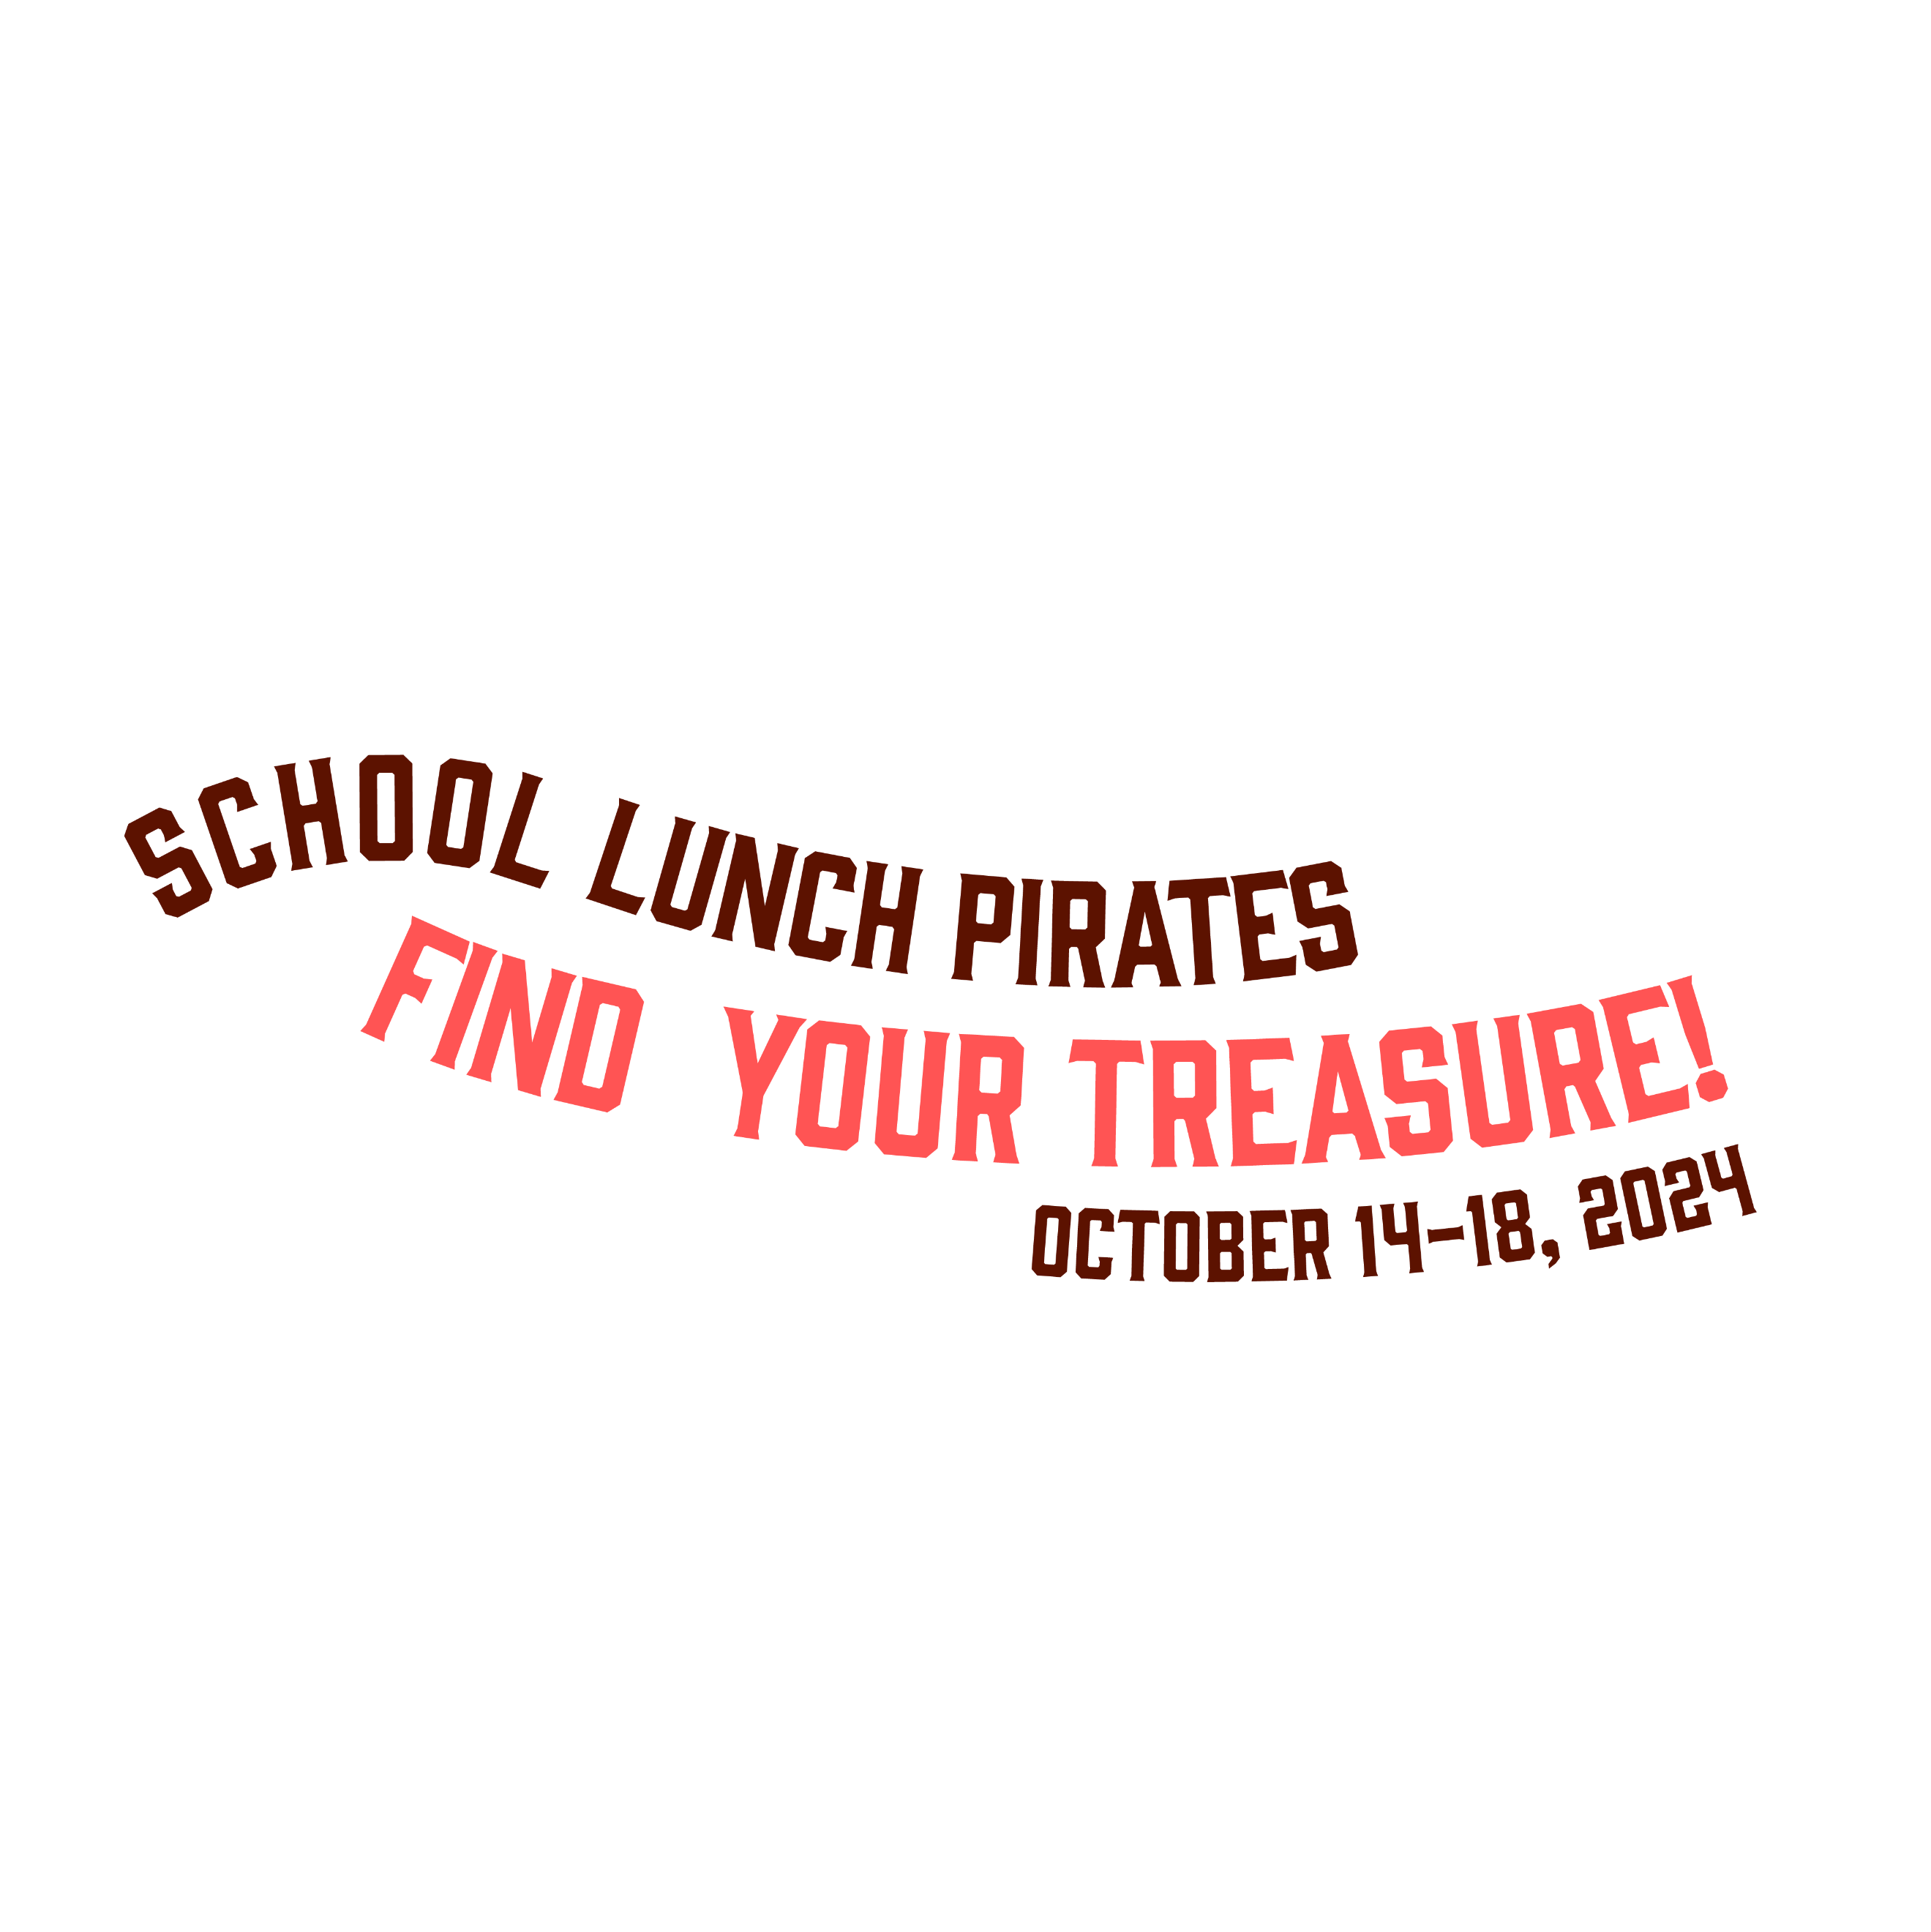 SCHOOL LUNCH PIRATES
FIND YOUR TREASURE!
OCTOBER 14-18, 2024